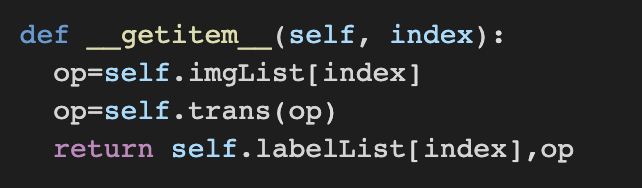 def __getitem__(self, index):
  op=self.imgList[index]
  op=self.trans(op)
  return self.labelList[index],op